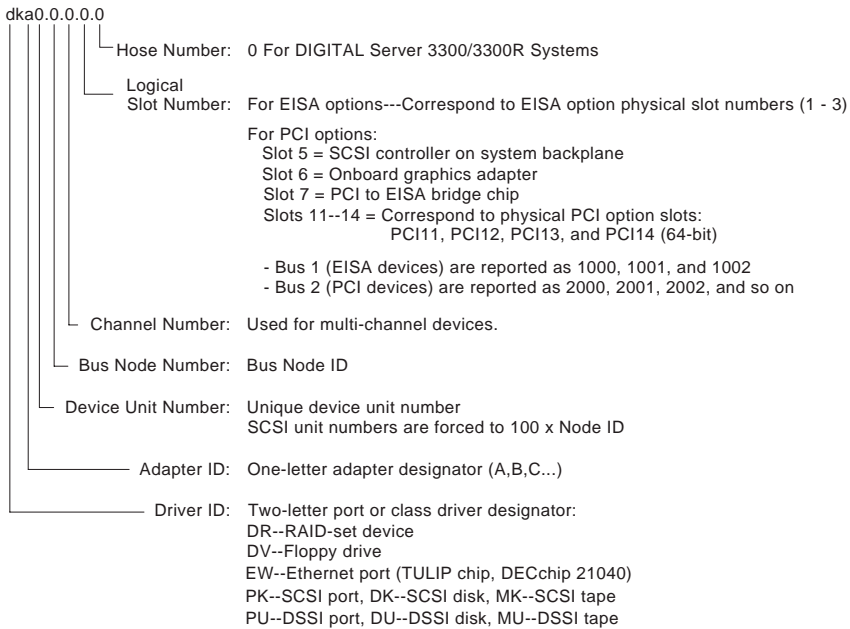 dka0.0.0.0.0
Hose Number: 0 For DIGITAL Server 3300/3300R Systems
Logical
Slot Number: For EISA options---Correspond to EISA option physical slot numbers (1 - 3)
For PCI options:
Slot 5 = SCSI controller on system backplane
Slot 6 = Onboard graphics adapter
Slot 7 = PCI to EISA bridge chip
Slots 11--14 = Correspond to physical PCI option slots:
PCI11, PCI12, PCI13, and PCI14 (64-bit)
- Bus 1 (EISA devices) are reported as 1000, 1001, and 1002
- Bus 2 (PCI devices) are reported as 2000, 2001, 2002, and so on
Channel Number: Used for multi-channel devices.
Bus Node Number: Bus Node ID
Device Unit Number: Unique device unit number
SCSI unit numbers are forced to 100 x Node ID
Adapter ID: One-letter adapter designator (A,B,C...)
Driver ID: Two-letter port or class driver designator:
DR--RAID-set device
DV--Floppy drive
EW--Ethernet port (TULIP chip, DECchip 21040)
PK--SCSI port, DK--SCSI disk, MK--SCSI tape
PU--DSSI port, DU--DSSI disk, MU--DSSI tape